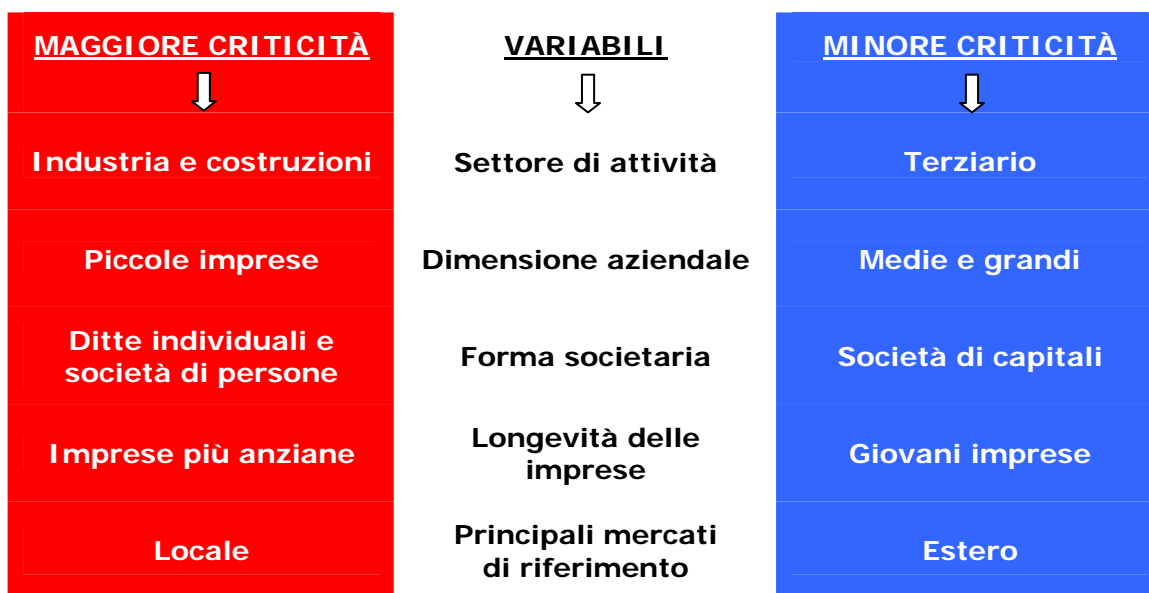 MAGGIORE CRITICITÀ
VARIABILI
MINORE CRITICITÀ
Industria e costruzioni
Settore di attività
Terziario
Piccole imprese
Dimensione aziendale
Medie e grandi
Ditte individuali e
società di persone
Forma societaria
Società di capitali
Imprese più anziane
Longevità delle
imprese
Giovani imprese
Locale
Principali mercati
di riferimento
Estero